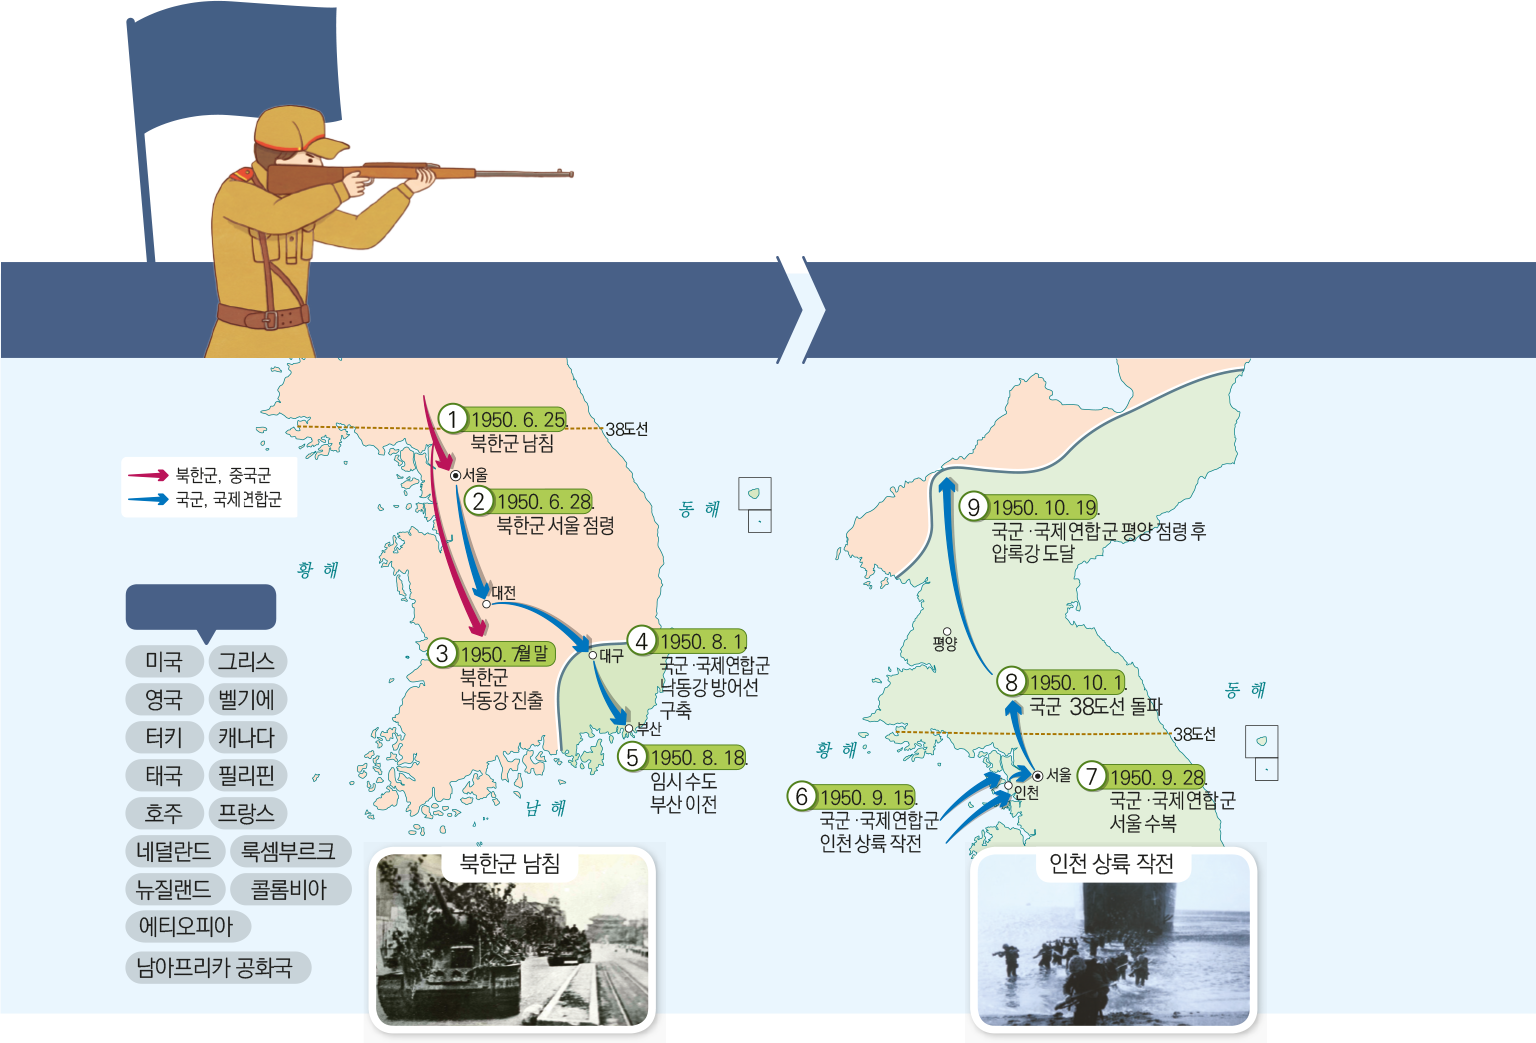 1 1950. 6. 25.
북한군 남침
38도선
북한군, 중국군
국군, 국제연합군
서울
2 1950. 6. 28.
북한군 서울 점령
동 해
황 해
대전
3 1950. 7월말
북한군
낙동강 진출
대구
4 1950. 8. 1.
국군·국제연합군
낙동강 방어선
구축
부산
5 1950. 8. 18.
임시 수도
부산 이전
남 해
미국 그리스
영국 벨기에
터키 캐나다
태국 필리핀
호주 프랑스
네덜란드 룩셈부르크
뉴질랜드 콜롬비아
에티오피아
남아프리카 공화국
북한군 남침
9 1950. 10. 19.
국군·국제연합군 평양 점령 후
압록강 도달
평양
8 1950. 10. 1.
국군 38도선 돌파
동 해
38도선
황 해
서울
인천
7 1950. 9. 28.
국군·국제연합군
서울 수복
6 1950. 9. 15.
국군·국제연합군
인천 상륙 작전
인천 상륙 작전